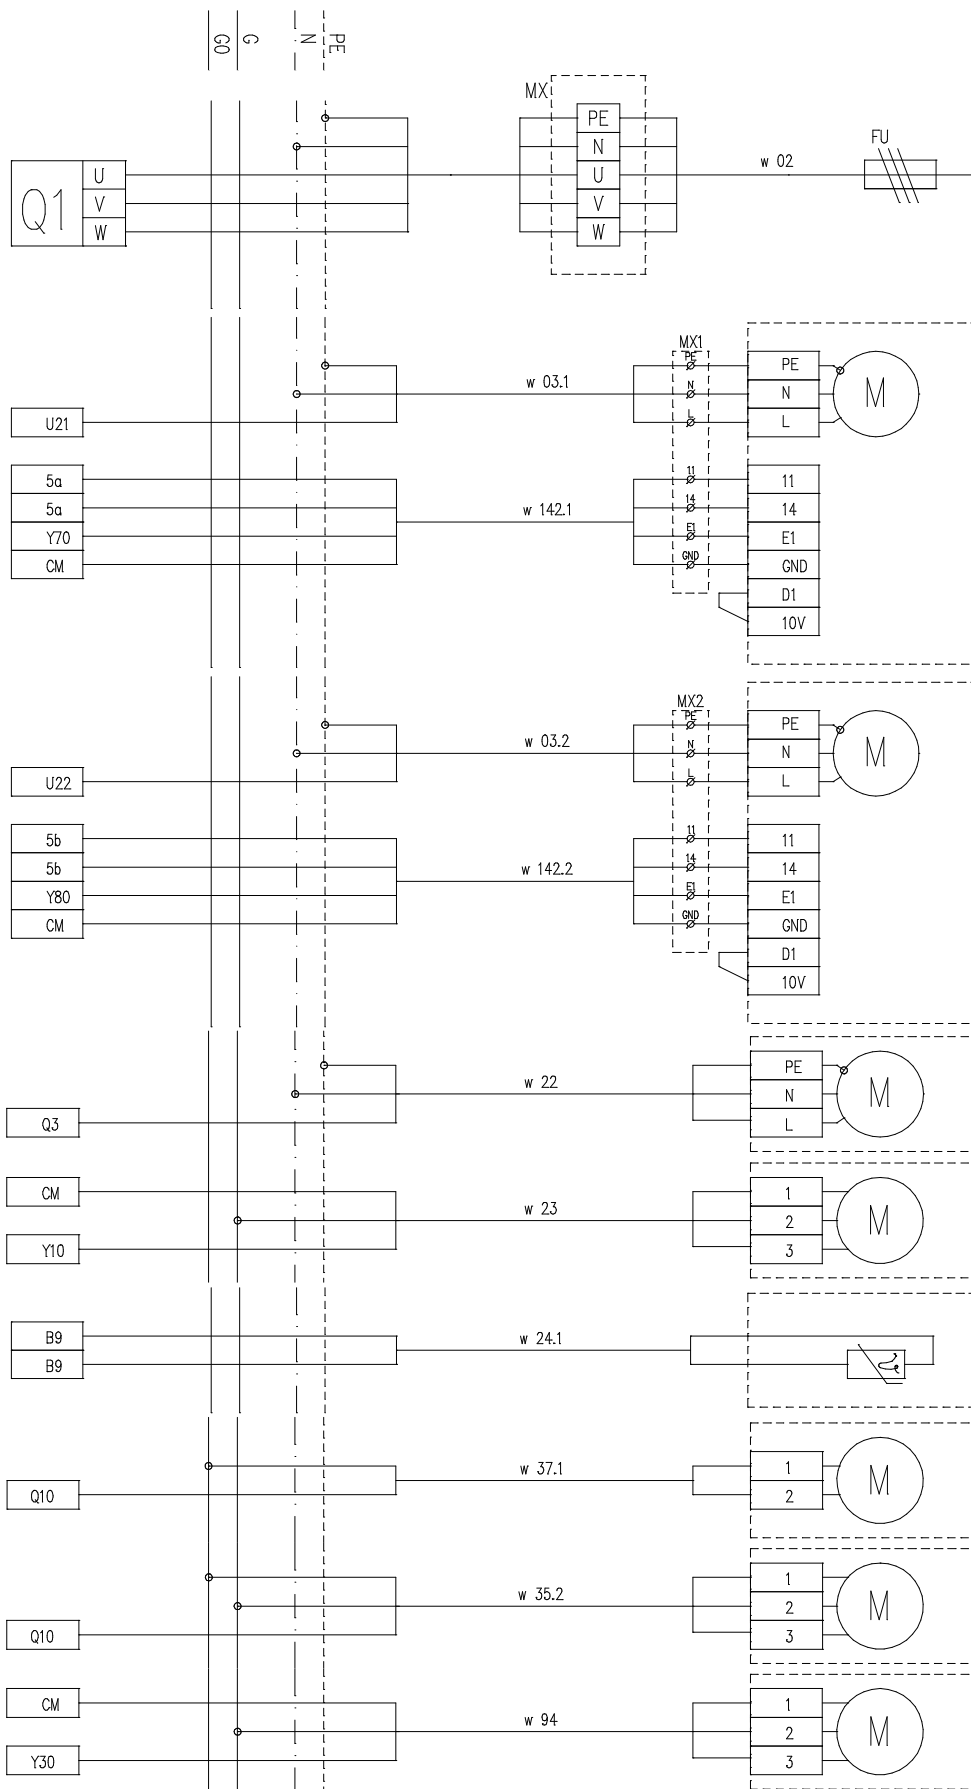 G0
G
N
PE
MX
PE
N
U
V
W
Q1
U
V
W
w 02
FU
MX1
PE
N
L
w 03.1
U21
PE
N
L
M
5a
5a
Y70
CM
w 142.1
11
14
E1
GND
11
14
E1
GND
D1
10V
MX2
PE
N
L
w 03.2
U22
PE
N
L
M
5b
5b
Y80
CM
w 142.2
11
14
E1
GND
11
14
E1
GND
D1
10V
Q3
w 22
PE
N
L
M
CM
Y10
w 23
1
2
3
M
B9
B9
w 24.1
Q10
w 37.1
1
2
M
Q10
w 35.2
1
2
3
M
CM
Y30
w 94
1
2
3
M